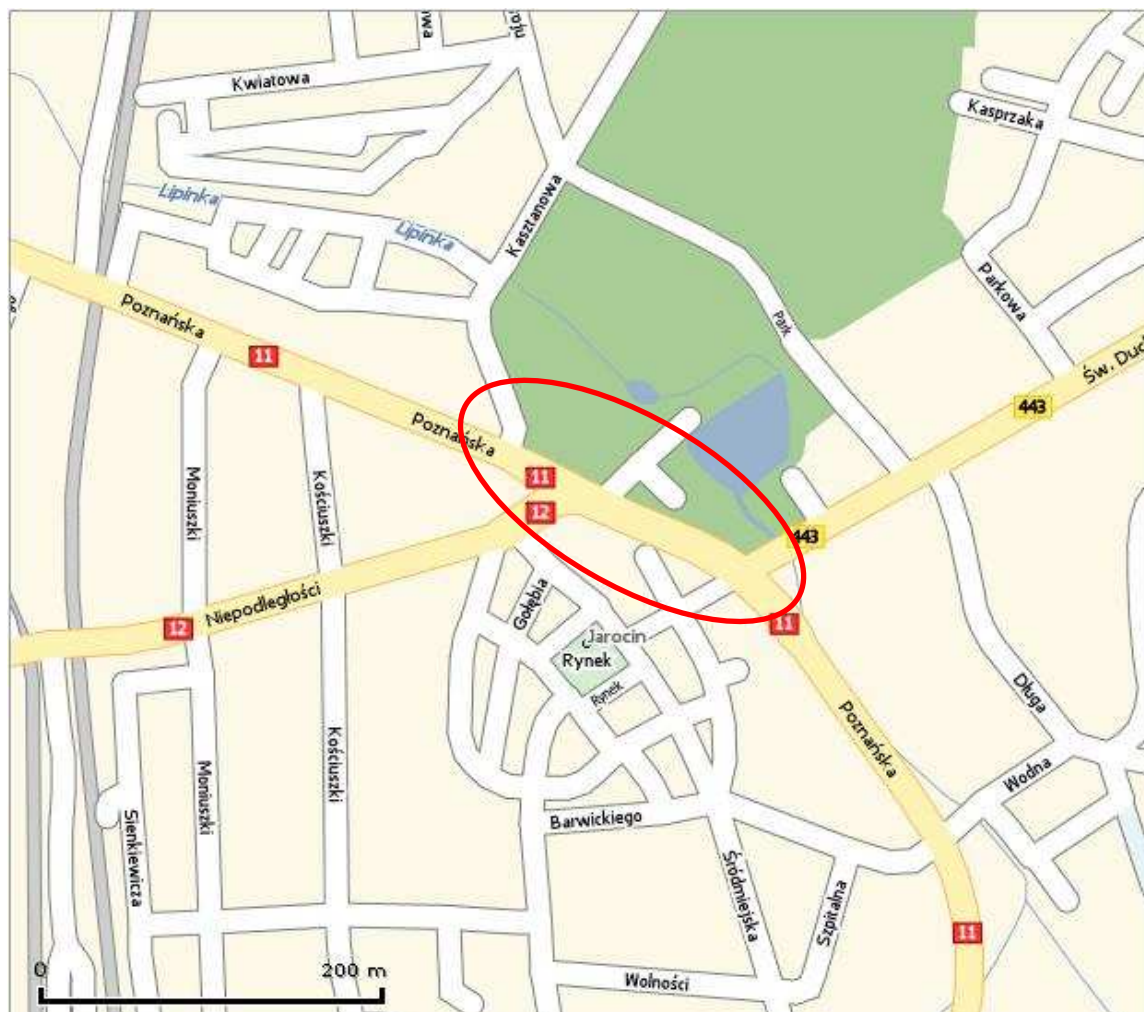 Kwiatowa
Kasprzaka
Lipinka
Lipinka
Kasztanowa
Parkowa
Poznańska
11
Park
Św. Duc
443
Poznańska
11
12
Moniuszki
Kościuszki
443
Niepodległości
12
Gołębia
11
Jarocin
Rynek
Rynek
Długa
Poznańska
Wodna
Moniuszki
Kościuszki
Sienkiewicza
Barwickiego
Śródmiejska
Szpitalna
11
Wolności
0
200 m